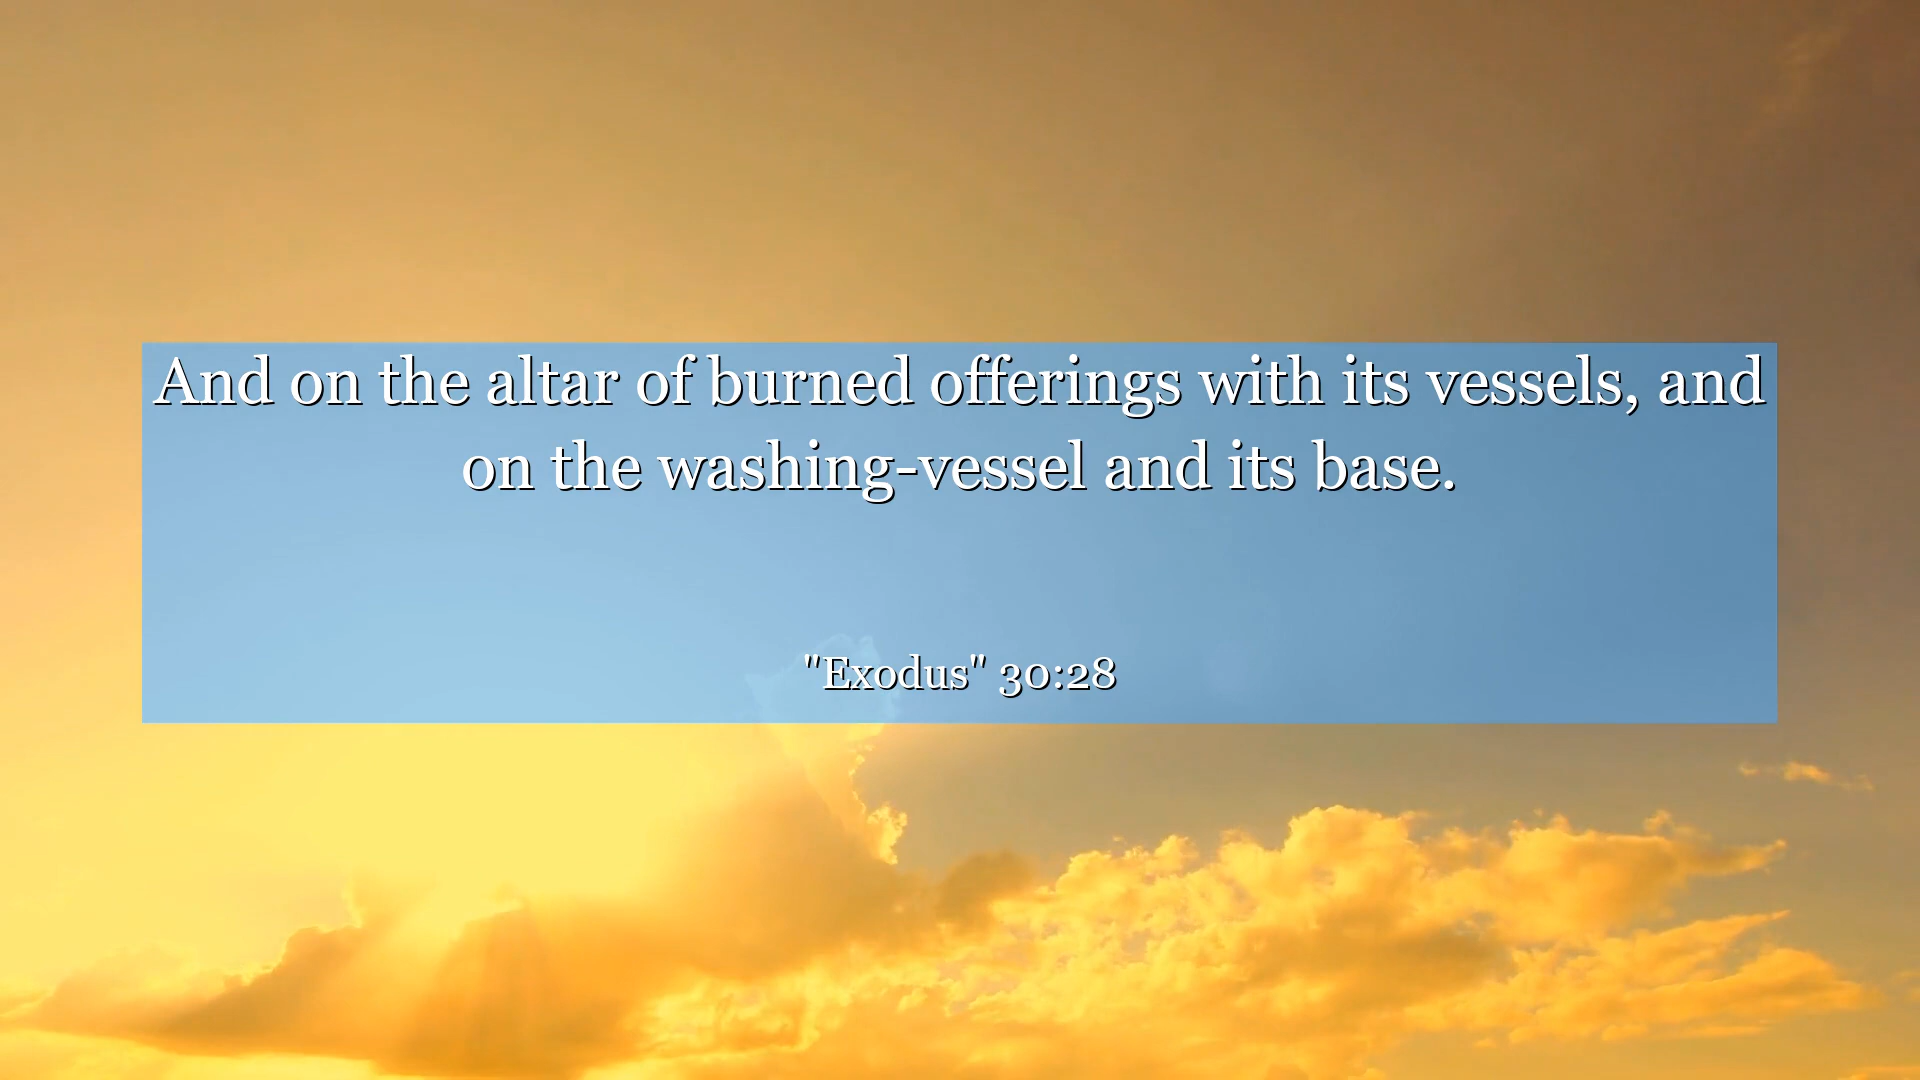 And on the altar of burned offerings with its vessels, and
on the washing-vessel and its base.
"Exodus" 30:28